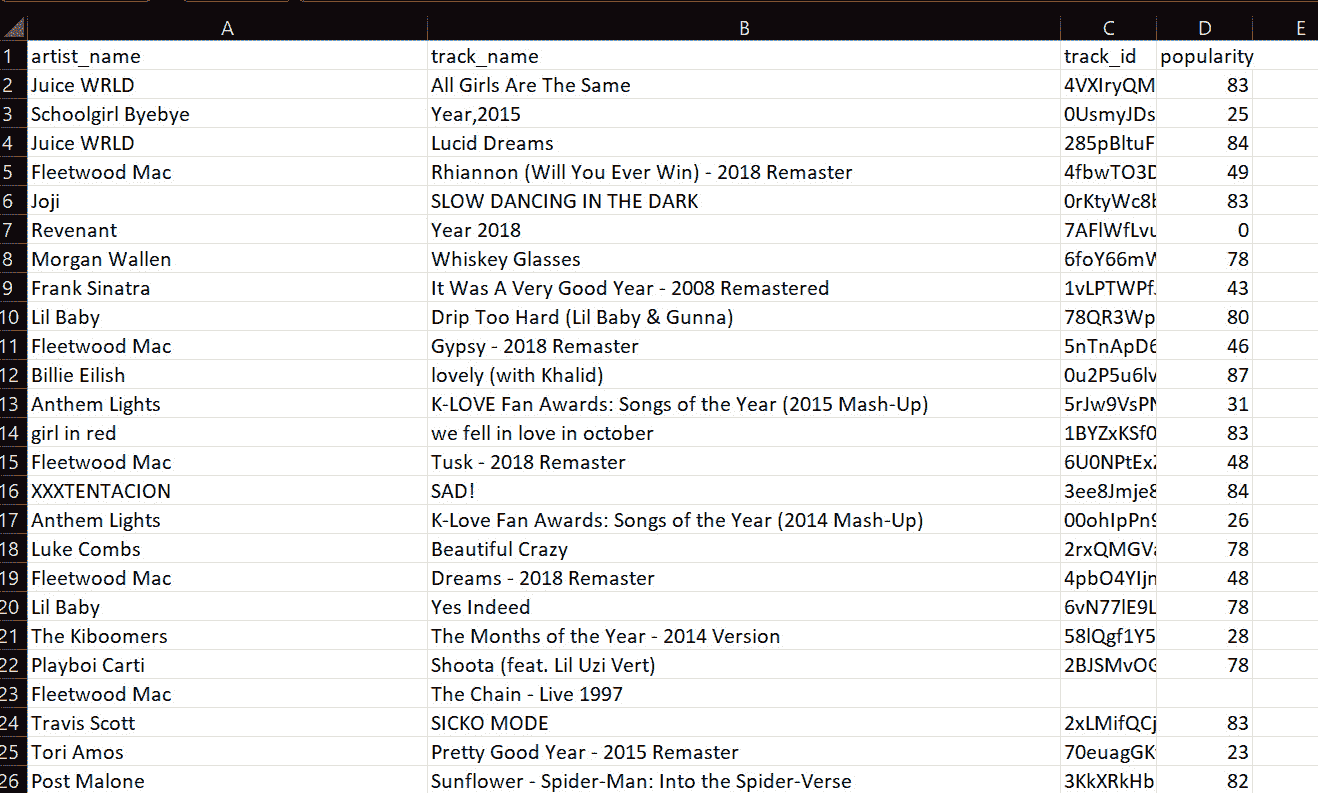 A B C D E
1 artist_name track_name track_id popularity
2 Juice WRLD All Girls Are The Same 4VXIryQM 83
3 Schoolgirl Byebye Year,2015 0UsmyJDs 25
4 Juice WRLD Lucid Dreams 285pBltuF 84
5 Fleetwood Mac Rhiannon (Will You Ever Win) - 2018 Remaster 4fbwTO3D 49
6 Joji SLOW DANCING IN THE DARK 0rKtyWc8b 83
7 Revenant Year 2018 7AFlWfLvu 0
8 Morgan Wallen Whiskey Glasses 6foY66mW 78
9 Frank Sinatra It Was A Very Good Year - 2008 Remastered 1vLPTWPf 43
10 Lil Baby Drip Too Hard (Lil Baby & Gunna) 78QR3Wp 80
11 Fleetwood Mac Gypsy - 2018 Remaster 5nTnApD6 46
12 Billie Eilish lovely (with Khalid) 0u2P5u6lv 87
13 Anthem Lights K-LOVE Fan Awards: Songs of the Year (2015 Mash-Up) 5rJw9VsPN 31
14 girl in red we fell in love in october 1BYZxKSf0 83
15 Fleetwood Mac Tusk - 2018 Remaster 6U0NPtExZ 48
16 XXXTENTACION SAD! 3ee8Jmje8 84
17 Anthem Lights K-Love Fan Awards: Songs of the Year (2014 Mash-Up) 00ohIpPn9 26
18 Luke Combs Beautiful Crazy 2rxQMGVa 78
19 Fleetwood Mac Dreams - 2018 Remaster 4pbO4YIjn 48
20 Lil Baby Yes Indeed 6vN77lE9L 78
21 The Kiboomers The Months of the Year - 2014 Version 58lQgf1Y5 28
22 Playboi Carti Shoota (feat. Lil Uzi Vert) 2BJSMvOG 78
23 Fleetwood Mac The Chain - Live 1997
24 Travis Scott SICKO MODE 2xLMifQCj 83
25 Tori Amos Pretty Good Year - 2015 Remaster 70euagGK 23
26 Post Malone Sunflower - Spider-Man: Into the Spider-Verse 3KkXRkHb 82